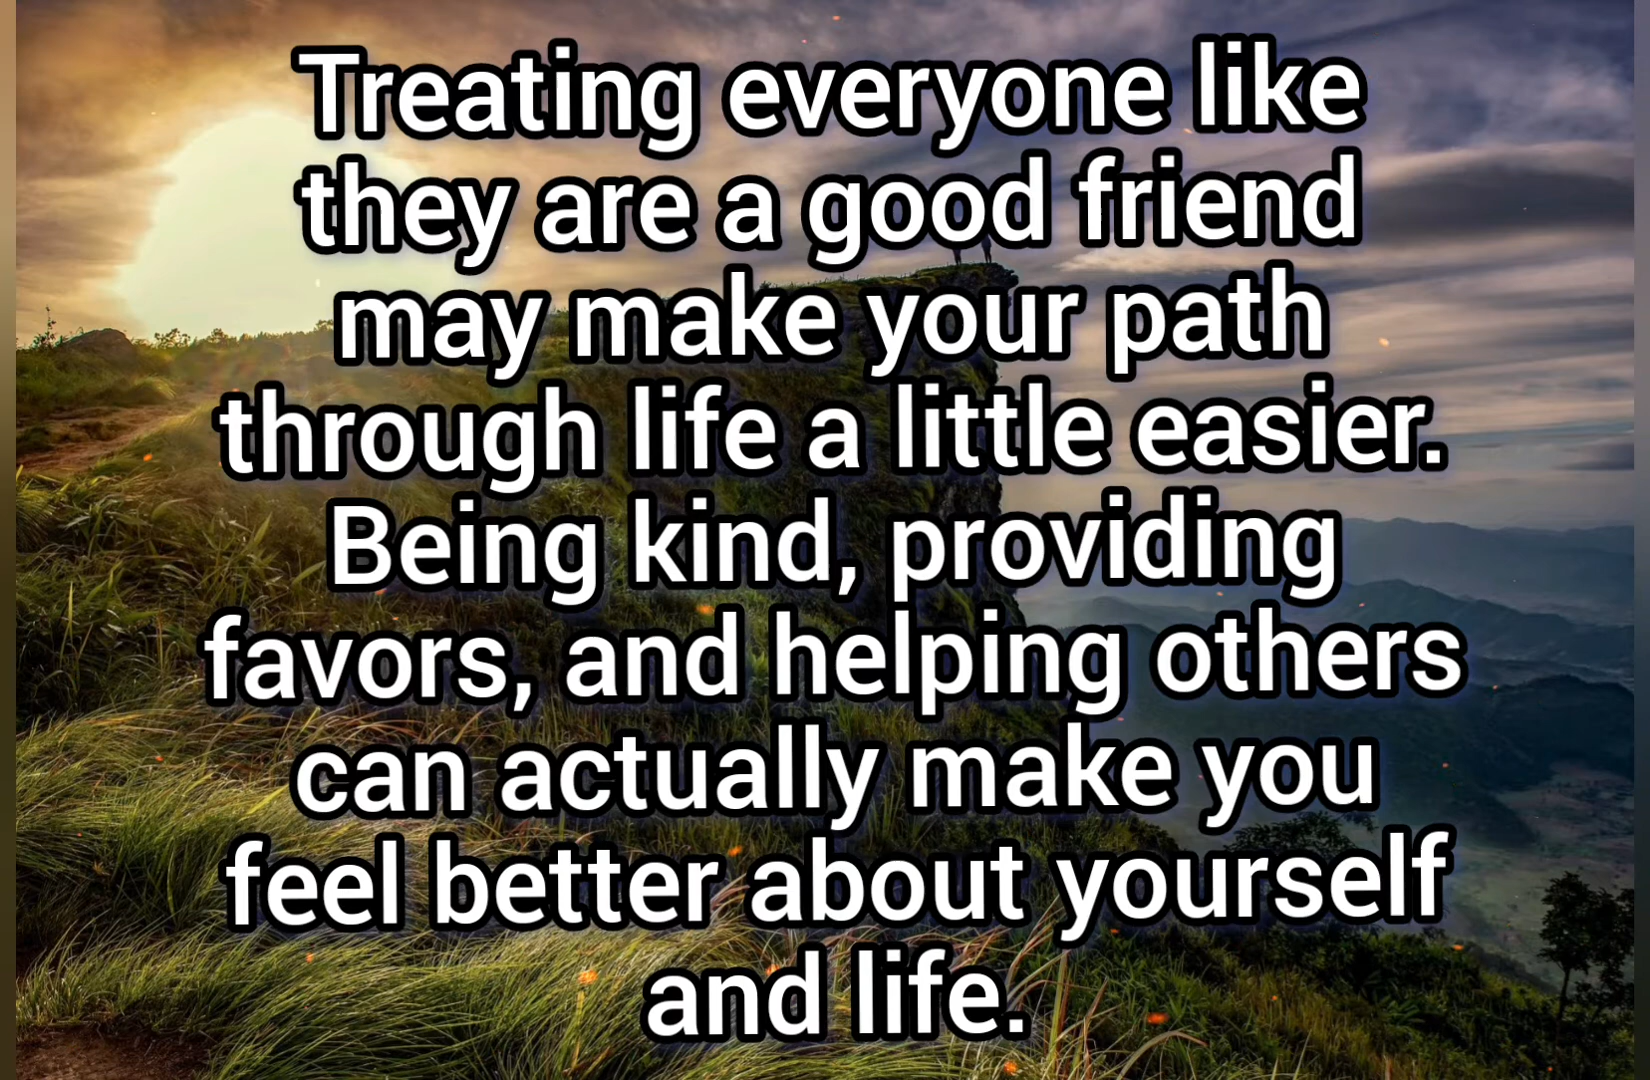 Treating everyone like
they are a good friend
may make your path
through life a little easier.
Being kind, providing
favors, and helping others
can actually make you
feel better about yourself
and life.